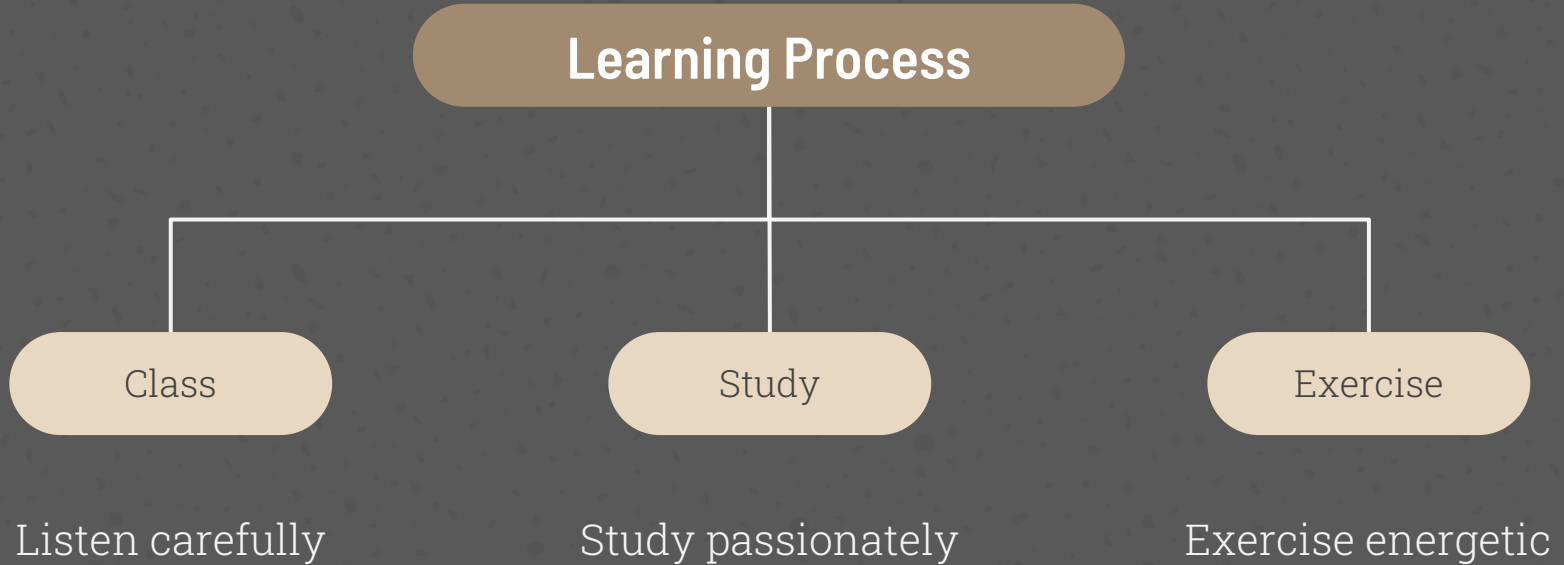 Learning Process
Class
Study
Exercise
Listen carefully
Study passionately
Exercise energetic